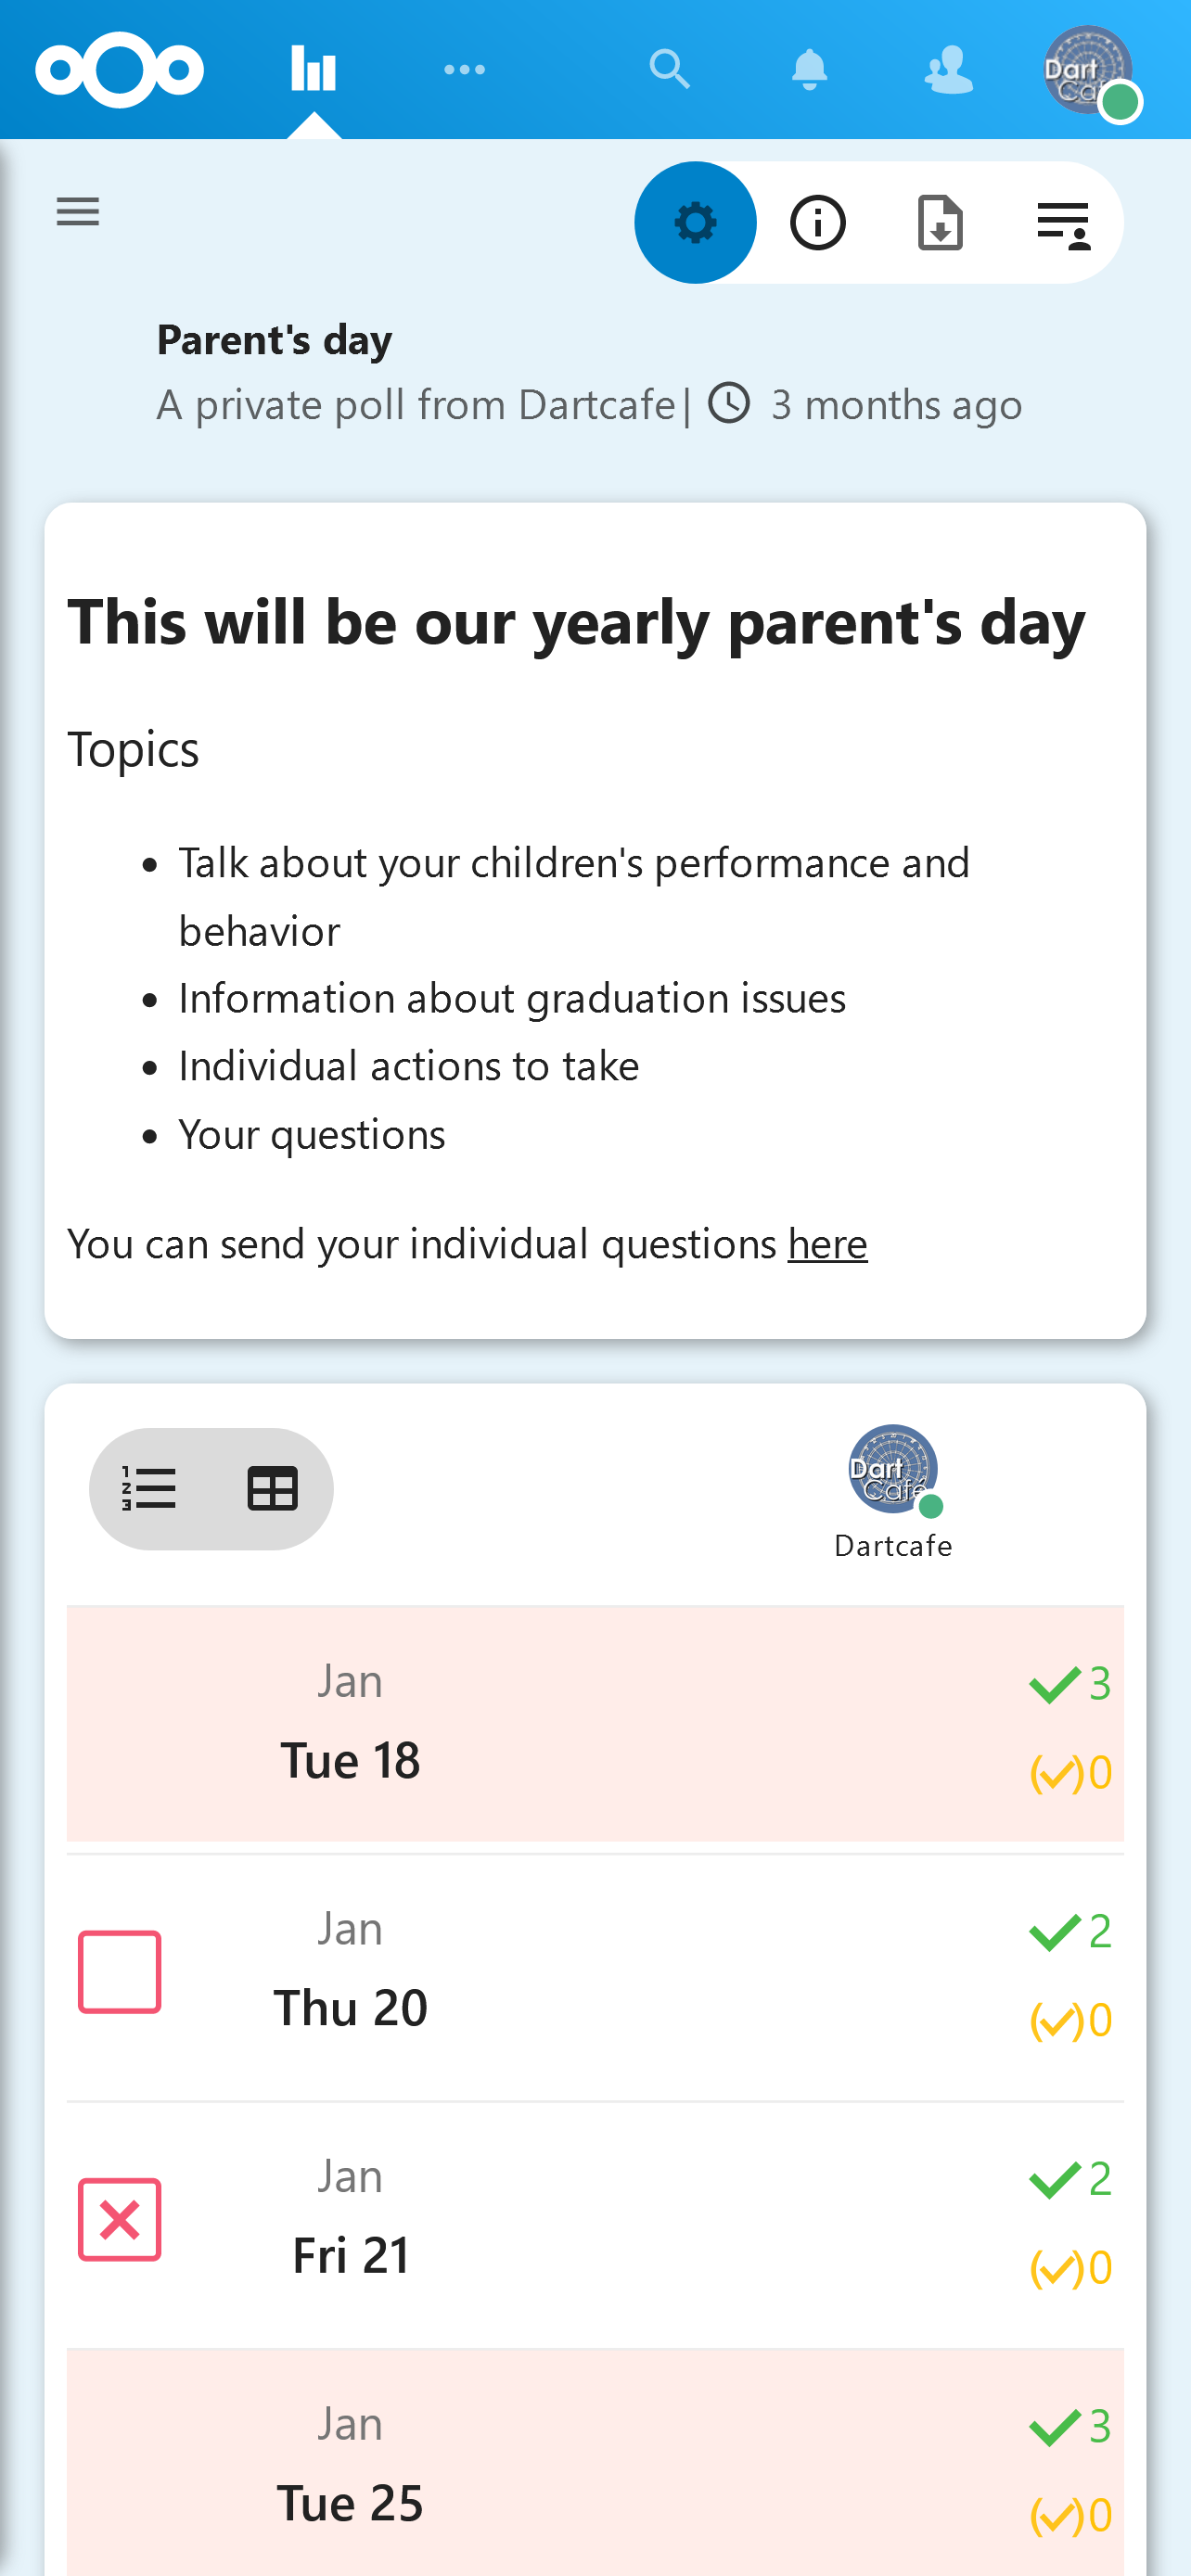 Dart
Café
Parent's day
A private poll from Dartcafe| 3 months ago
This will be our yearly parent's day
Topics
• Talk about your children's performance and
behavior
• Information about graduation issues
• Individual actions to take
• Your questions
You can send your individual questions here
Dart
Café
Dartcafe
Jan
Tue 18
3
0
Jan
Thu 20
2
0
Jan
Fri 21
2
0
Jan
Tue 25
3
0